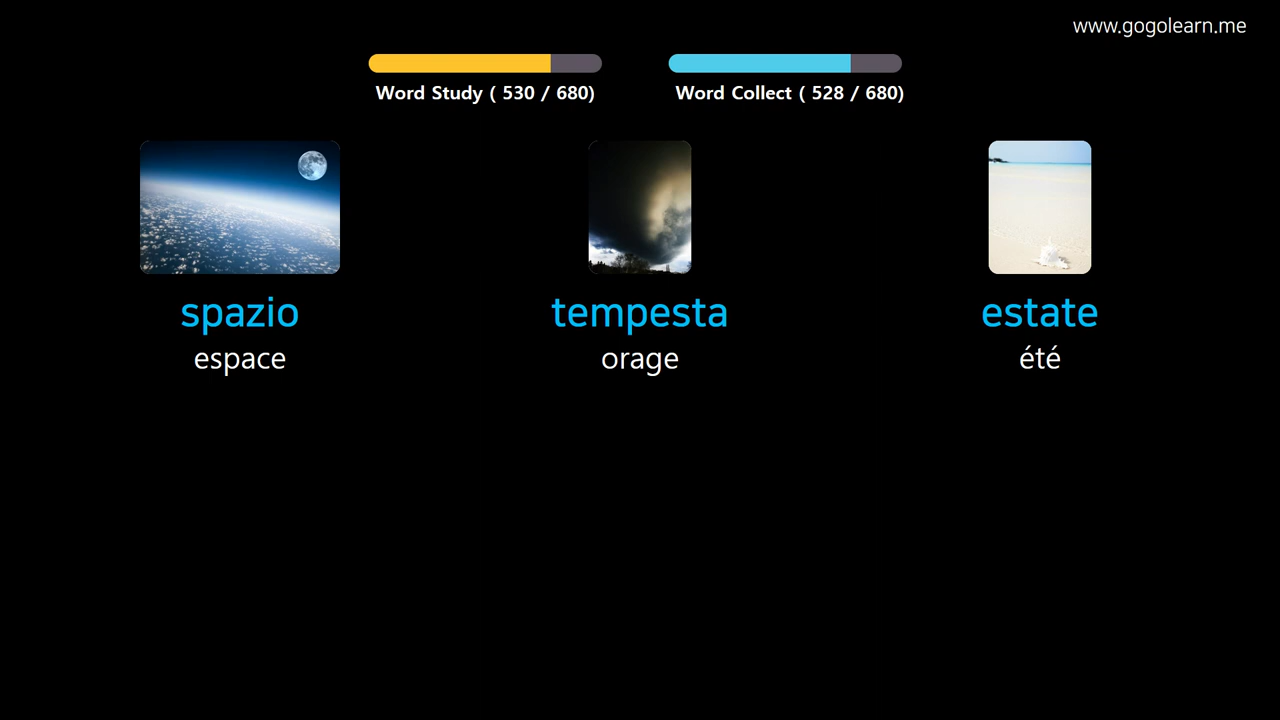 www.gogolearn.me
Word Study ( 530 / 680)
Word Collect ( 528 / 680)
spazio
espace
tempesta
orage
estate
été